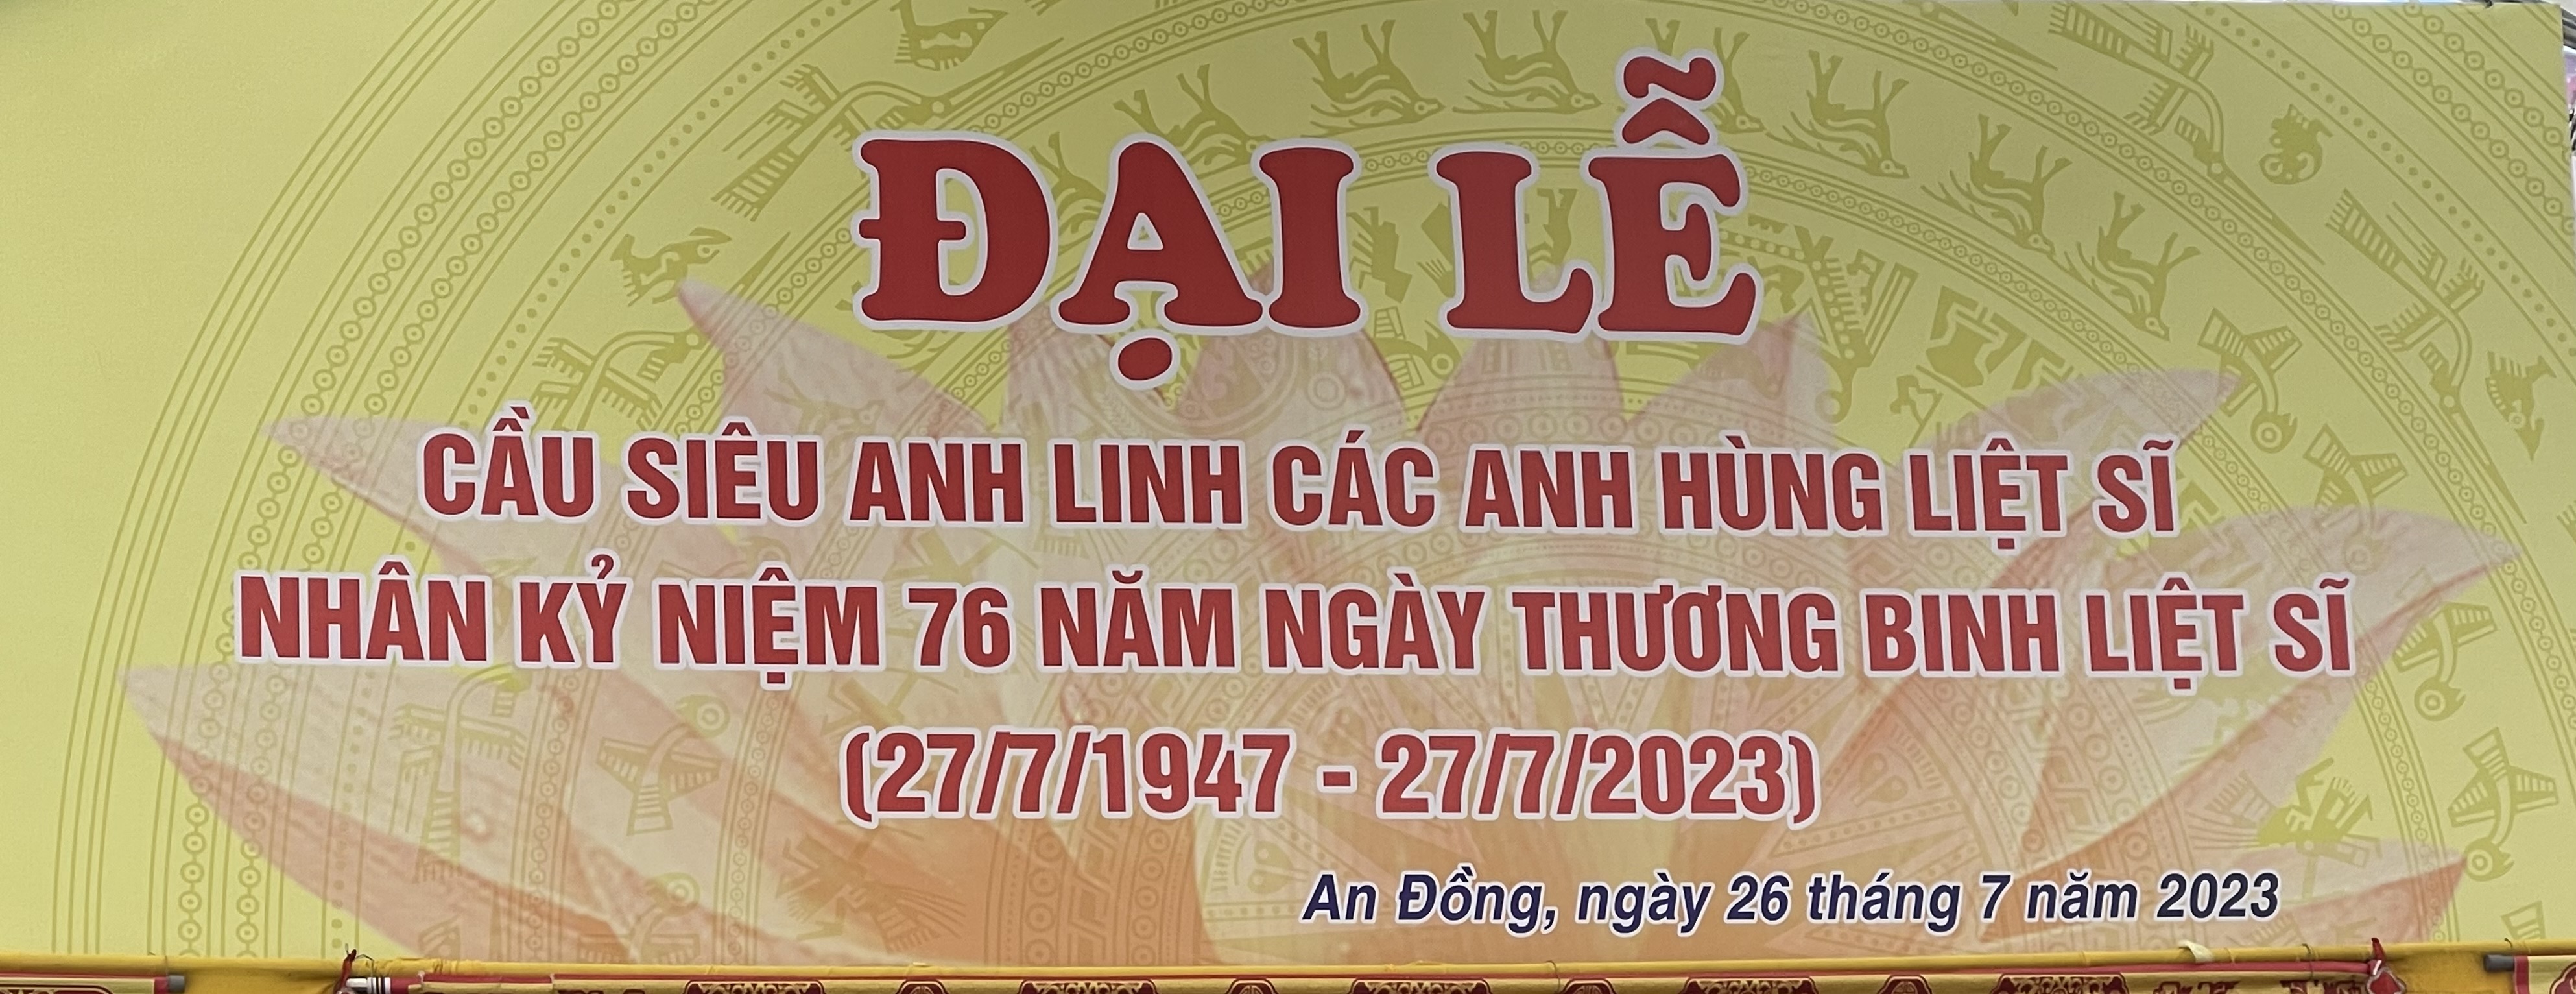 ĐẠI LỄ
CẦU SIÊU ANH LINH CÁC ANH HÙNG LIỆT SĨ
NHÂN KỶ NIỆM 76 NĂM NGÀY THƯƠNG BINH LIỆT SĨ
(27/7/1947 - 27/7/2023)
An Đồng, ngày 26 tháng 7 năm 2023